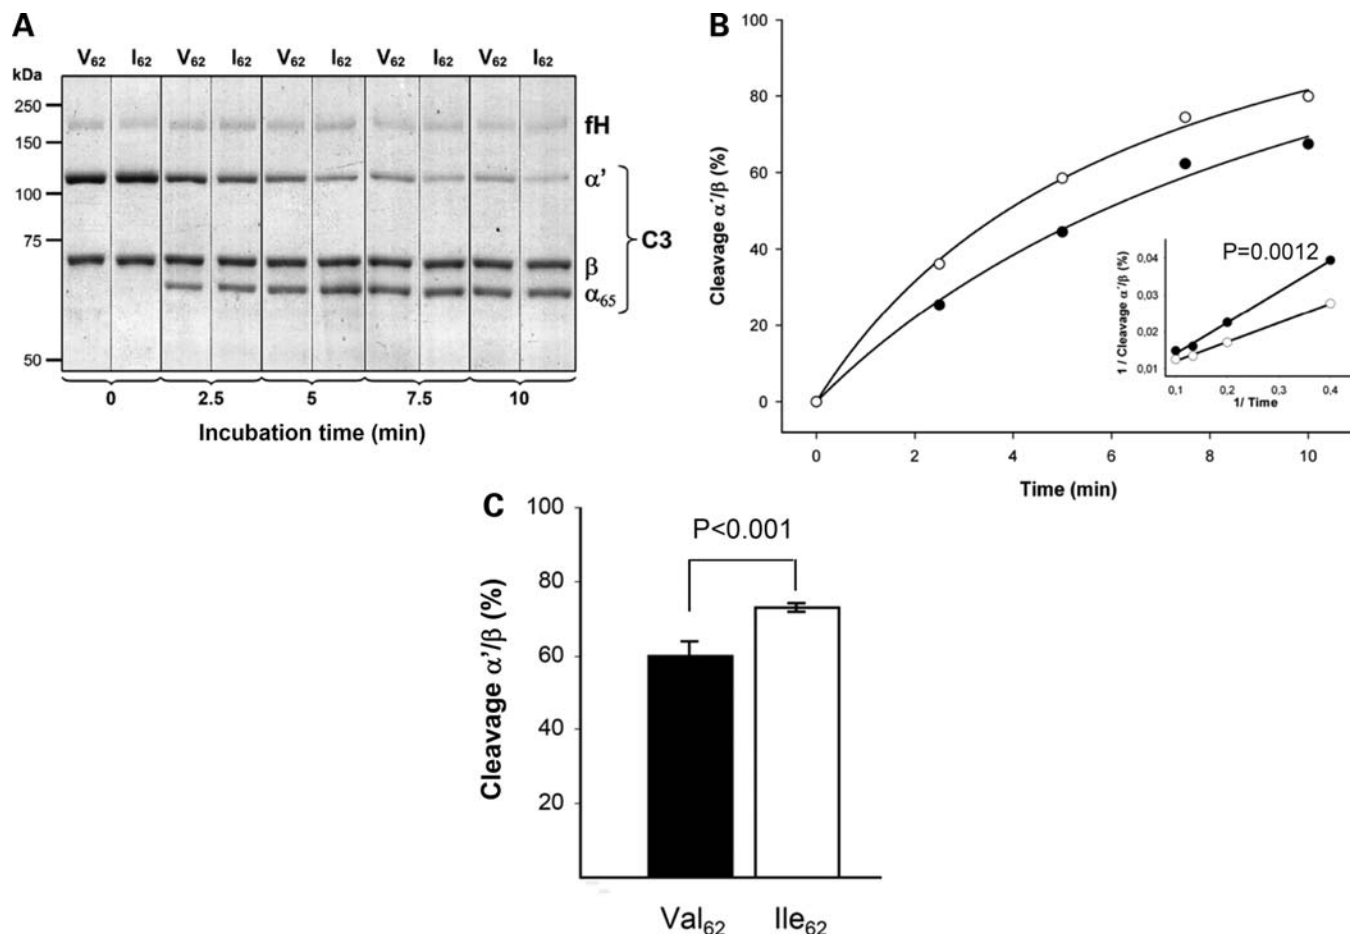 A
V62 I62 V62 I62 V62 I62 V62 I62 V62 I62
kDa
250
150
100
75
50
fH
α'
β
α65
C3
0 2.5 5 7.5 10
Incubation time (min)
B
100
80
60
40
20
0
Cleavage α'/β (%)
0 2 4 6 8 10
Time (min)
P=0.0012
0,04
0,03
0,02
0,01
1 / Cleavage α'/β (%)
0,1 0,2 0,3 0,4
1/ Time
C
100
80
60
40
20
Cleavage α'/β (%)
P<0.001
Val62 Ile62